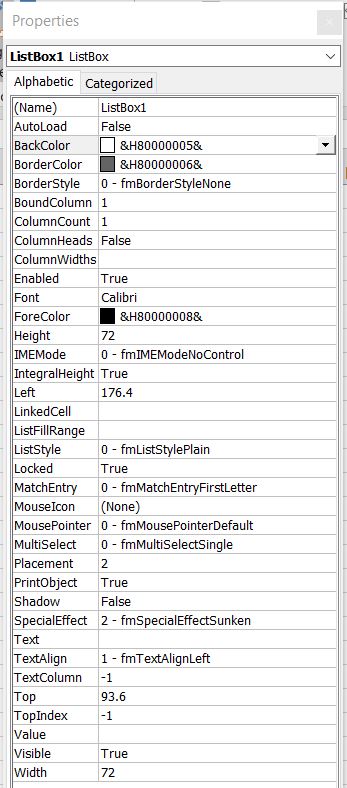 Properties
ListBox1 ListBox
Alphabetic Categorized
(Name) ListBox1
AutoLoad False
BackColor &H80000005&
BorderColor &H80000006&
BorderStyle 0 - fmBorderStyleNone
BoundColumn 1
ColumnCount 1
ColumnHeads False
ColumnWidths
Enabled True
Font Calibri
ForeColor &H80000008&
Height 72
IMEMode 0 - fmIMEModeNoControl
IntegralHeight True
Left 176.4
LinkedCell
ListFillRange
ListStyle 0 - fmListStylePlain
Locked True
MatchEntry 0 - fmMatchEntryFirstLetter
MouseIcon (None)
MousePointer 0 - fmMousePointerDefault
MultiSelect 0 - fmMultiSelectSingle
Placement 2
PrintObject True
Shadow False
SpecialEffect 2 - fmSpecialEffectSunken
Text
TextAlign 1 - fmTextAlignLeft
TextColumn -1
Top 93.6
TopIndex -1
Value
Visible True
Width 72